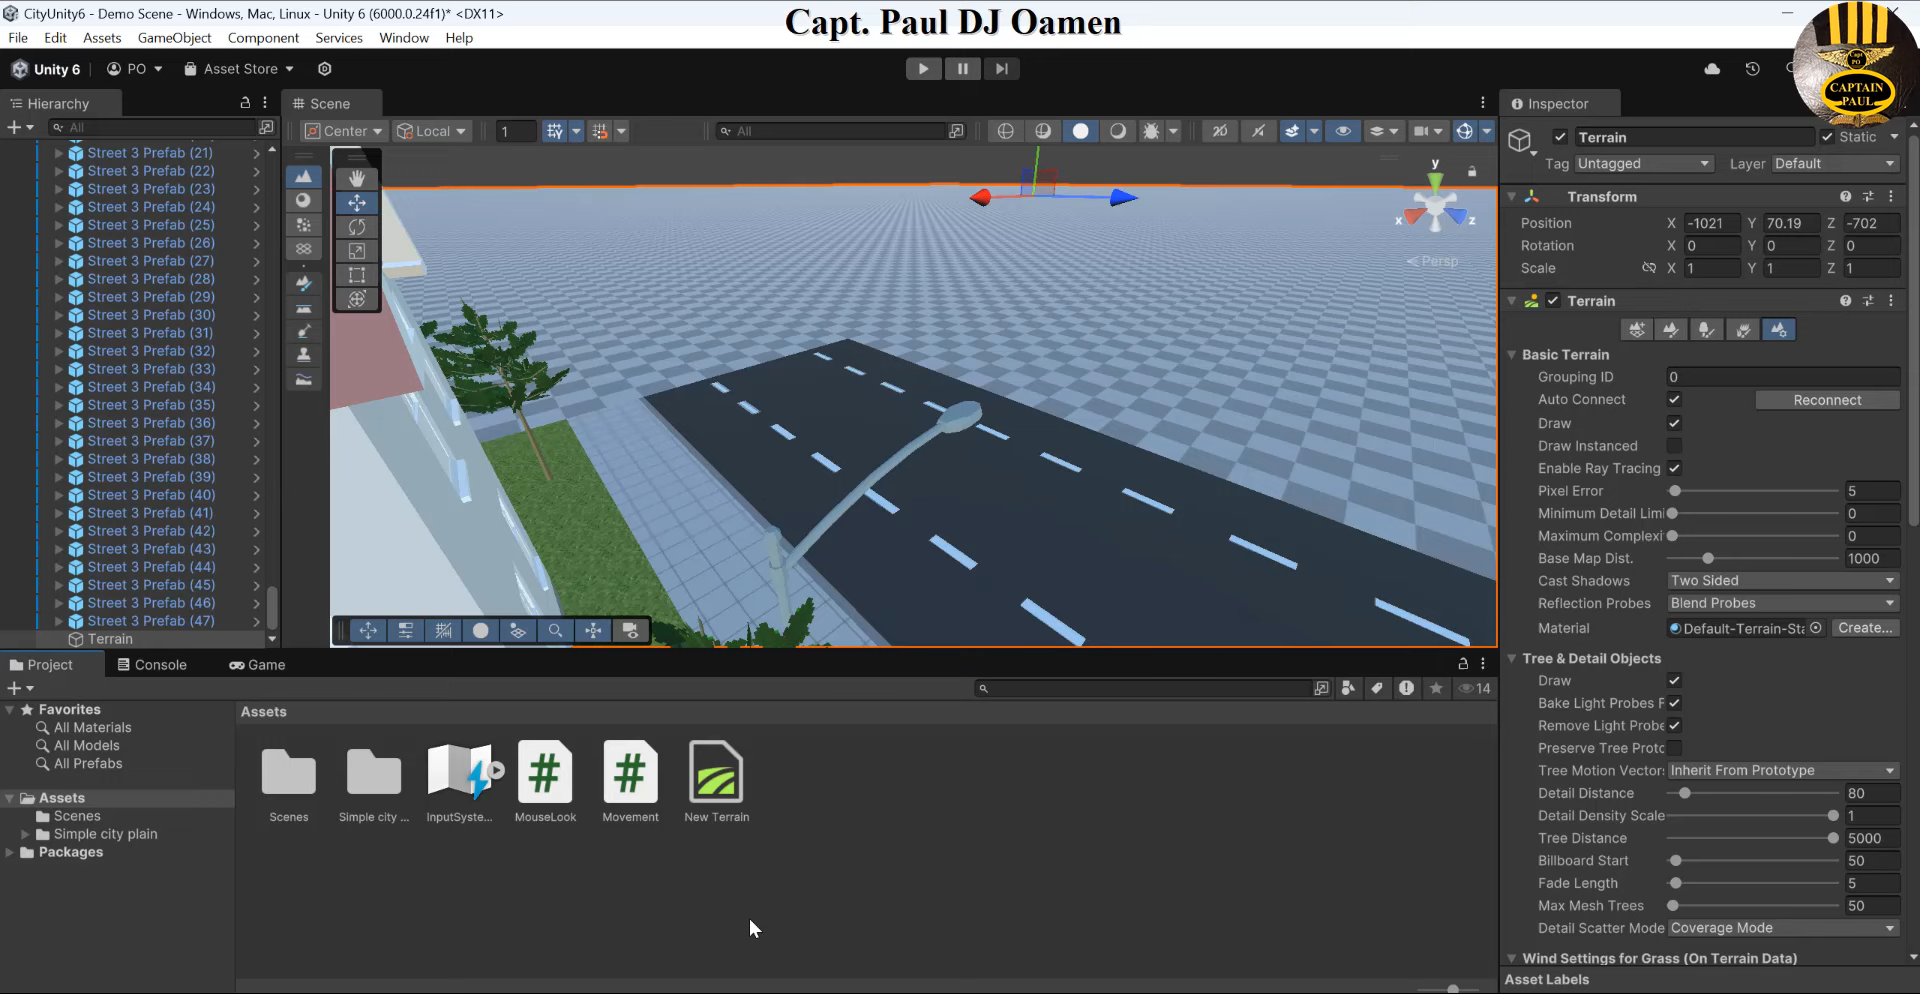 CityUnity6 - Demo Scene - Windows, Mac, Linux - Unity 6 (6000.0.24f1)* <DX11>
Capt. Paul DJ Oamen
File Edit Assets GameObject Component Services Window Help
Unity 6 PO Asset Store
CAPTAIN
PAUL
Hierarchy
All
Street 3 Prefab (21)
Street 3 Prefab (22)
Street 3 Prefab (23)
Street 3 Prefab (24)
Street 3 Prefab (25)
Street 3 Prefab (26)
Street 3 Prefab (27)
Street 3 Prefab (28)
Street 3 Prefab (29)
Street 3 Prefab (30)
Street 3 Prefab (31)
Street 3 Prefab (32)
Street 3 Prefab (33)
Street 3 Prefab (34)
Street 3 Prefab (35)
Street 3 Prefab (36)
Street 3 Prefab (37)
Street 3 Prefab (38)
Street 3 Prefab (39)
Street 3 Prefab (40)
Street 3 Prefab (41)
Street 3 Prefab (42)
Street 3 Prefab (43)
Street 3 Prefab (44)
Street 3 Prefab (45)
Street 3 Prefab (46)
Street 3 Prefab (47)
Terrain
Scene
Center Local 1 All 2D
y
x z
Persp
Inspector
Terrain Static
Tag Untagged Layer Default
Transform
Position X -1021 Y 70.19 Z -702
Rotation X 0 Y 0 Z 0
Scale X 1 Y 1 Z 1
Terrain
Basic Terrain
Grouping ID 0
Auto Connect Reconnect
Draw
Draw Instanced
Enable Ray Tracing
Pixel Error 5
Minimum Detail Limi 0
Maximum Complexi 0
Base Map Dist. 1000
Cast Shadows Two Sided
Reflection Probes Blend Probes
Material Default-Terrain-Sta Create...
Tree & Detail Objects
Draw
Bake Light Probes F
Remove Light Probe
Preserve Tree Proto
Tree Motion Vector: Inherit From Prototype
Detail Distance 80
Detail Density Scale 1
Tree Distance 5000
Billboard Start 50
Fade Length 5
Max Mesh Trees 50
Detail Scatter Mode Coverage Mode
Wind Settings for Grass (On Terrain Data)
Asset Labels
Project Console Game
14
Favorites
All Materials
All Models
All Prefabs
Assets
Scenes
Simple city plain
Packages
Assets
Scenes Simple city ... InputSyste... MouseLook Movement New Terrain